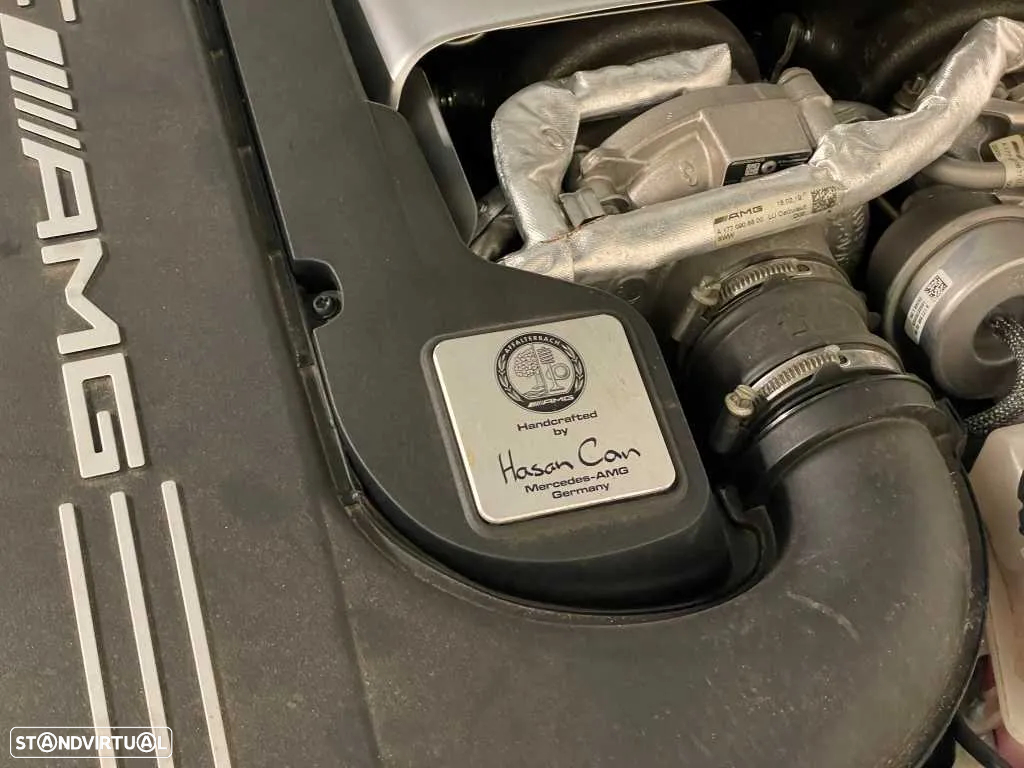 AMG
AFFALTERBACH
AMG
Handcrafted
by
Hasan Can
Mercedes-AMG
Germany
AMG
STANDVIRTUAL